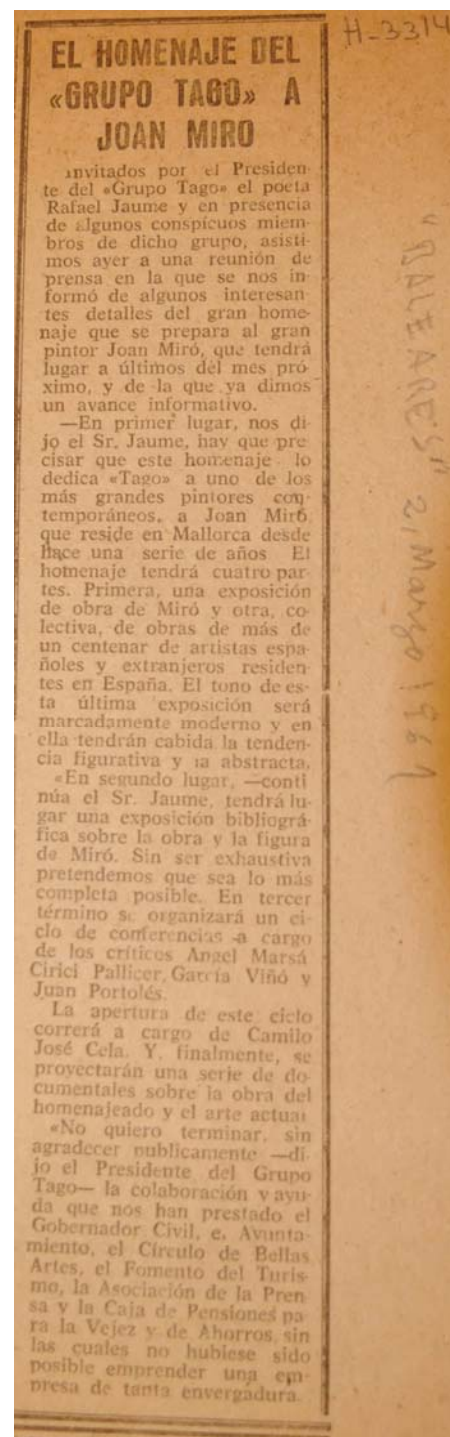 H-3314
EL HOMENAJE DEL
«GRUPO TAGO» A
JOAN MIRO
invitados por el Presiden-
te del «Grupo Tago» el poeta
Rafael Jaume y en presencia
de algunos conspicuos miem-
bros de dicho grupo, asisti-
mos ayer a una reunión de
prensa en la que se nos in-
formó de algunos interesan-
tes detalles del gran home-
naje que se prepara al gran
pintor Joan Miró, que tendrá
lugar a últimos del mes pró-
ximo, y de la que ya dimos
un avance informativo.
—En primer lugar, nos di-
jo el Sr. Jaume, hay que pre
cisar que este homenaje lo
dedica «Tago» a uno de los
más grandes pintores con-
temporáneos, a Joan Miró,
que reside en Mallorca desde
hace una serie de años El
homenaje tendrá cuatro par-
tes. Primera, una exposición
de obra de Miró y otra, co-
lectiva, de obras de más de
un centenar de artistas espa-
ñoles y extranjeros residen-
tes en España. El tono de es-
ta última exposición será
marcadamente moderno y en
ella tendrán cabida la tenden-
cia figurativa y la abstracta.
«En segundo lugar, —conti
núa el Sr. Jaume, tendrá lu-
gar una exposición bibliográ-
fica sobre la obra y la figura
de Miró. Sin ser exhaustiva
pretendemos que sea lo más
completa posible. En tercer
término se organizará un ci-
clo de conferencias a cargo
de los críticos Angel Marsá
Cirici Pallicer, García Viñó y
Juan Portolés.
La apertura de este ciclo
correrá a cargo de Camilo
José Cela. Y, finalmente, se
proyectarán una serie de do-
cumentales sobre la obra del
homenajeado y el arte actual
«No quiero terminar, sin
agradecer publicamente —di-
jo el Presidente del Grupo
Tago— la colaboración y ayu-
da que nos han prestado el
Gobernador Civil, e. Ayunta-
miento, el Círculo de Bellas
Artes, el Fomento del Turis-
mo, la Asociación de la Pren-
sa y la Caja de Pensiones pa-
ra la Vejez y de Ahorros, sin
las cuales no hubiese sido
posible emprender una em-
presa de tanta envergadura.
"BALEARES" 2, Marzo 1961